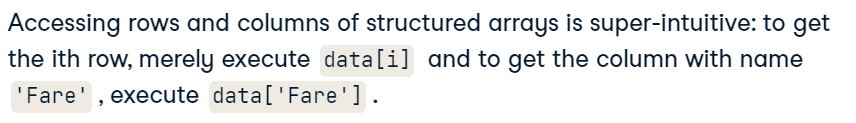 Accessing rows and columns of structured arrays is super-intuitive: to get
the ith row, merely execute data[i] and to get the column with name
'Fare' , execute data['Fare'] .